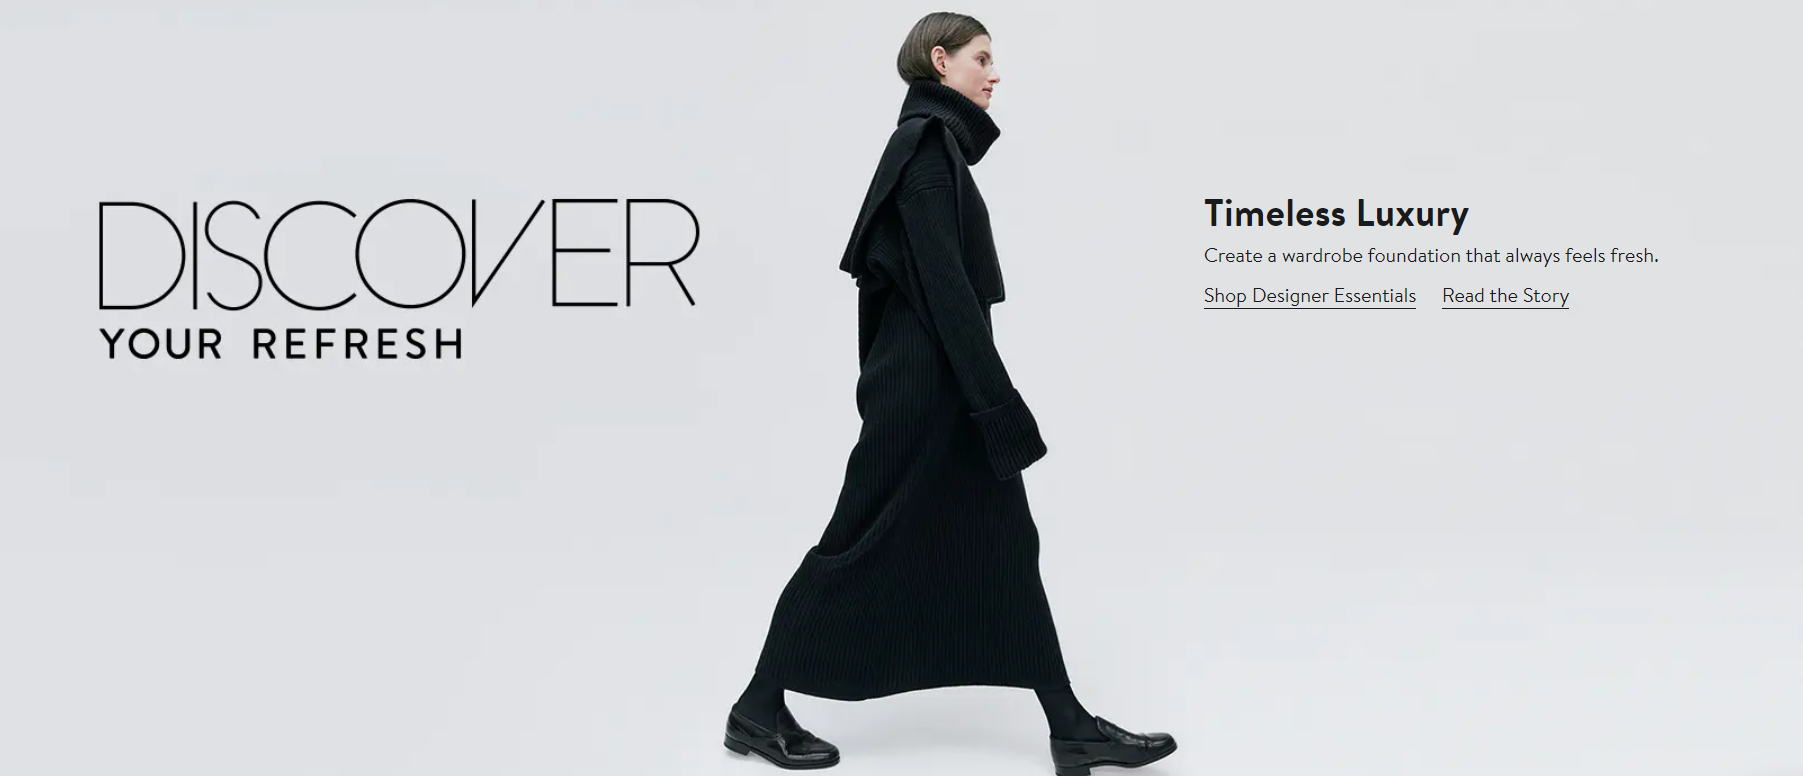 DISCOVER
YOUR REFRESH
Timeless Luxury
Create a wardrobe foundation that always feels fresh.
Shop Designer Essentials Read the Story